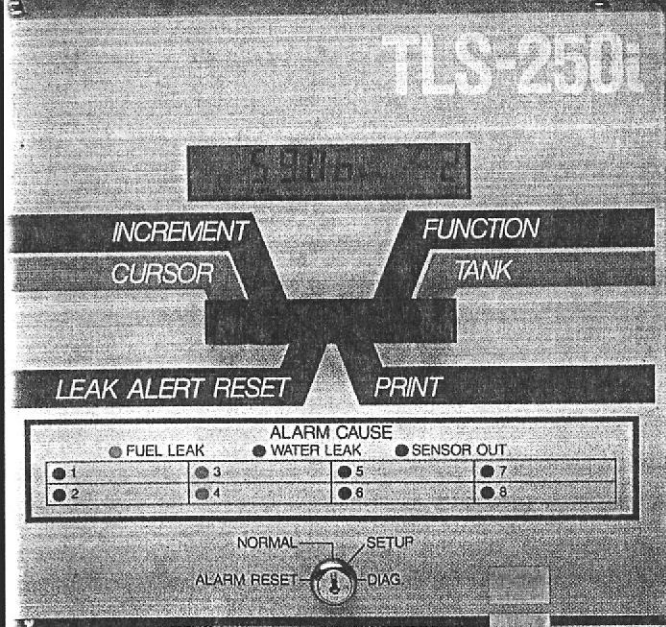 TLS-250i
INCREMENT FUNCTION
CURSOR TANK
LEAK ALERT RESET PRINT
ALARM CAUSE
FUEL LEAK WATER LEAK SENSOR OUT
1 3 5 7
2 4 6 8
NORMAL SETUP
ALARM RESET DIAG.